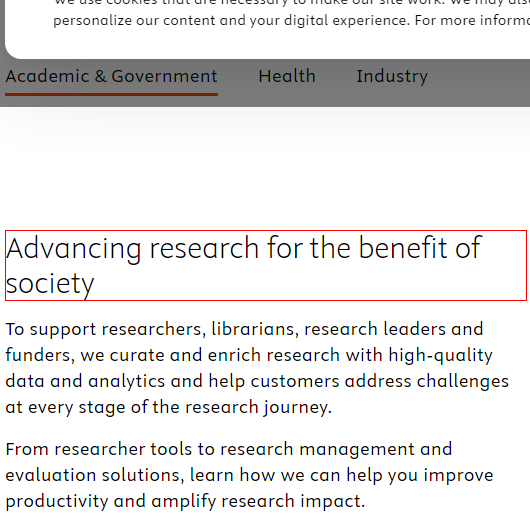 We use cookies that are necessary to make our site work. We may also
personalize our content and your digital experience. For more
Academic & Government Health Industry
Advancing research for the benefit of
society
To support researchers, librarians, research leaders and
funders, we curate and enrich research with high-quality
data and analytics and help customers address challenges
at every stage of the research journey.
From researcher tools to research management and
evaluation solutions, learn how we can help you improve
productivity and amplify research impact.